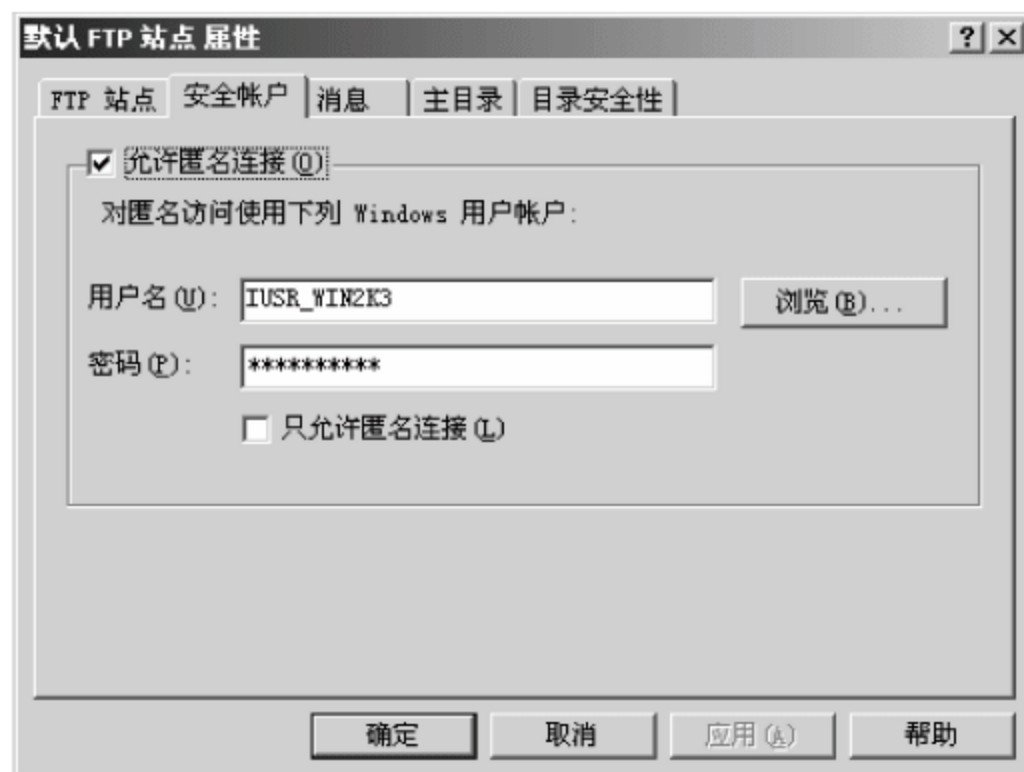 默认 FTP 站点 属性
FTP 站点 安全帐户 消息 主目录 目录安全性
允许匿名连接(O)
对匿名访问使用下列 Windows 用户帐户:
用户名(U): IUSR_WIN2K3 浏览(B)...
密码(P): **********
只允许匿名连接(L)
确定 取消 应用(A) 帮助